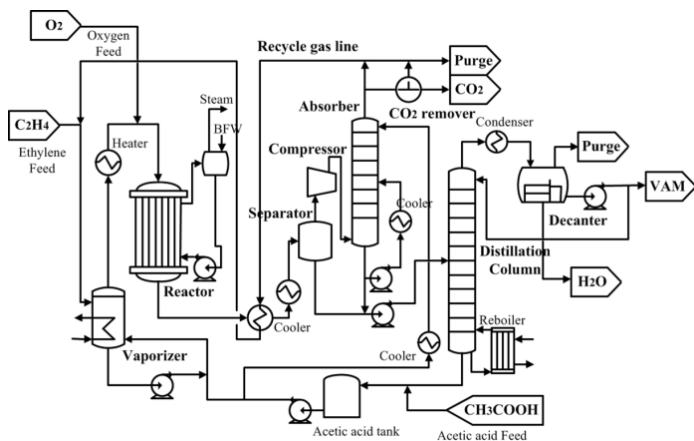 O2
Oxygen
Feed
Recycle gas line
Purge
CO2
CO2 remover
Steam
BFW
Absorber
Condenser
C2H4
Ethylene
Feed
Heater
Compressor
Purge
VAM
Separator
Cooler
Decanter
Distillation
Column
H2O
Reactor
Cooler
Reboiler
Vaporizer
Cooler
CH3COOH
Acetic acid tank
Acetic acid Feed